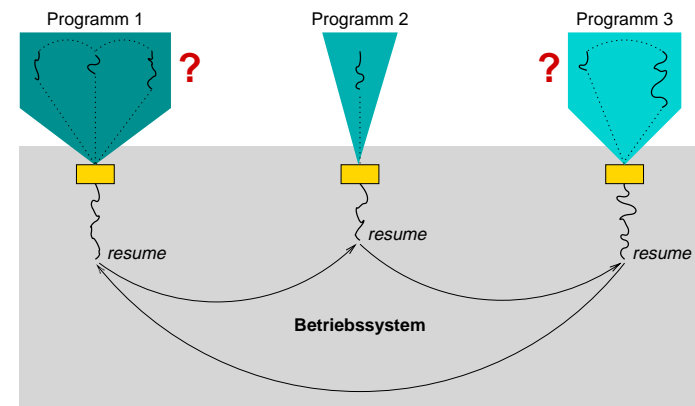 Programm 1
Programm 2
Programm 3
?
?
resume
resume
resume
Betriebssystem